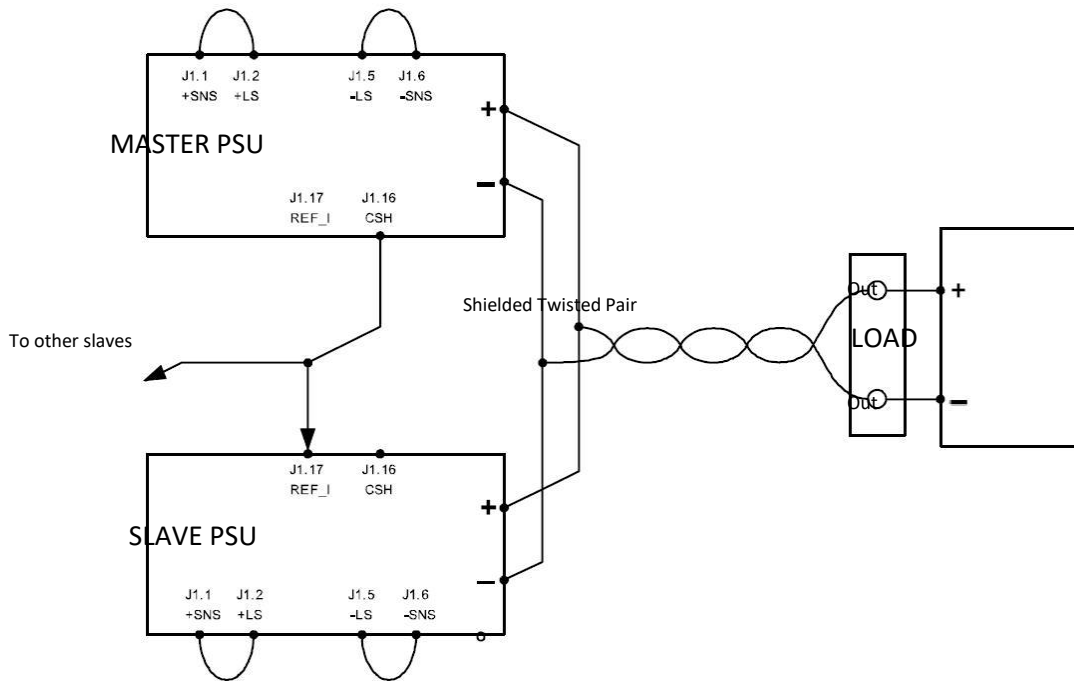 J1.1 J1.2 J1.5 J1.6
+SNS +LS -LS -SNS
+
MASTER PSU
–
J1.17 J1.16
REF_I CSH
Shielded Twisted Pair
Out
+
To other slaves
LOAD
Out
–
J1.17 J1.16
REF_I CSH
+
SLAVE PSU
–
J1.1 J1.2 J1.5 J1.6
+SNS +LS -LS -SNS